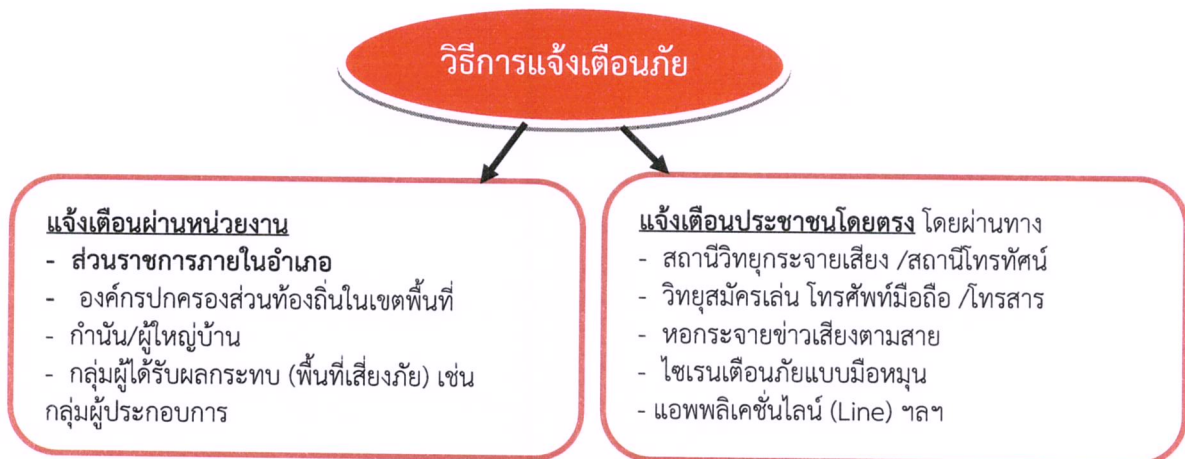 วิธีการแจ้งเตือนภัย
แจ้งเตือนผ่านหน่วยงาน
- ส่วนราชการภายในอำเภอ
- องค์กรปกครองส่วนท้องถิ่นในเขตพื้นที่
- กำนัน/ผู้ใหญ่บ้าน
- กลุ่มผู้ได้รับผลกระทบ (พื้นที่เสี่ยงภัย) เช่น
กลุ่มผู้ประกอบการ
แจ้งเตือนประชาชนโดยตรง โดยผ่านทาง
- สถานีวิทยุกระจายเสียง /สถานีโทรทัศน์
- วิทยุสมัครเล่น โทรศัพท์มือถือ /โทรสาร
- หอกระจายข่าวเสียงตามสาย
- ไซเรนเตือนภัยแบบมือหมุน
- แอพพลิเคชั่นไลน์ (Line) ฯลฯ